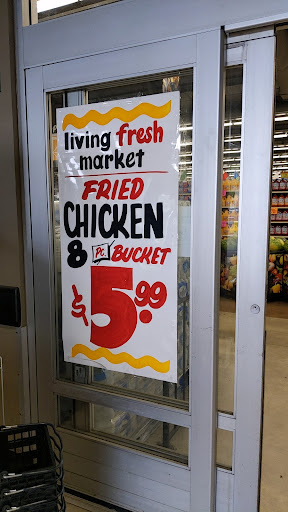 living fresh
market
FRIED
CHICKEN
8 Pc. BUCKET
$5.99